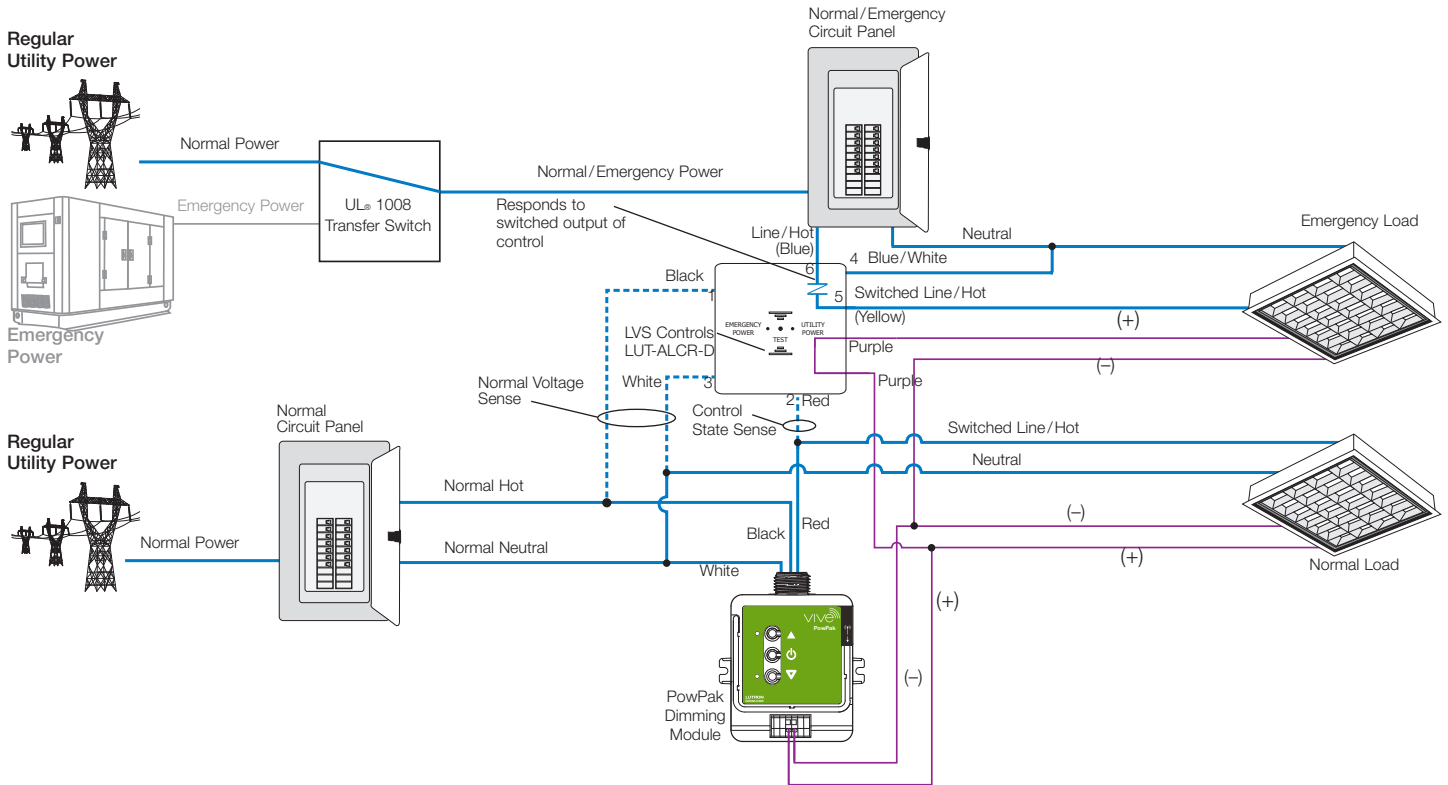 Regular
Utility Power
Normal Power
Emergency Power
Emergency
Power
UL® 1008
Transfer Switch
Normal/Emergency Power
Normal/Emergency
Circuit Panel
Responds to
switched output of
control
Line/Hot
(Blue)
Neutral
4 Blue/White
6
5
Switched Line/Hot
(Yellow)
Emergency Load
(+)
(–)
Black
1
EMERGENCY
POWER
UTILITY
POWER
TEST
LVS Controls
LUT-ALCR-D
Purple
Purple
White
3
2 Red
Normal Voltage
Sense
Control
State Sense
Switched Line/Hot
Neutral
(–)
(+)
Normal Load
Regular
Utility Power
Normal Power
Normal
Circuit Panel
Normal Hot
Normal Neutral
Black
Red
White
vive
PowPak
LUTRON
PowPak
Dimming
Module
(–)
(+)